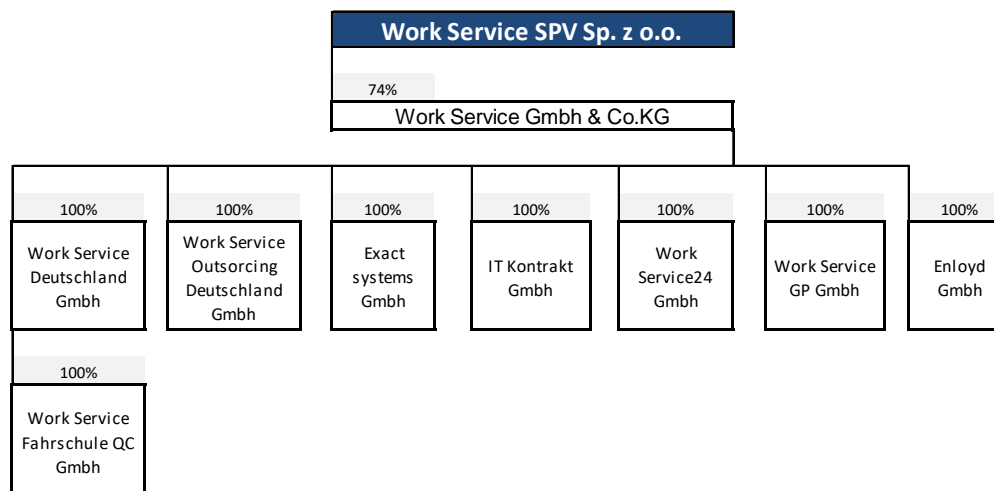 Work Service SPV Sp. z o.o.
74%
Work Service Gmbh & Co.KG
100%
100%
100%
100%
100%
100%
100%
Work Service
Deutschland
Gmbh
Work Service
Outsorcing
Deutschland
Gmbh
Exact
systems
Gmbh
IT Kontrakt
Gmbh
Work
Service24
Gmbh
Work Service
GP Gmbh
Enloyd
Gmbh
100%
Work Service
Fahrschule QC
Gmbh